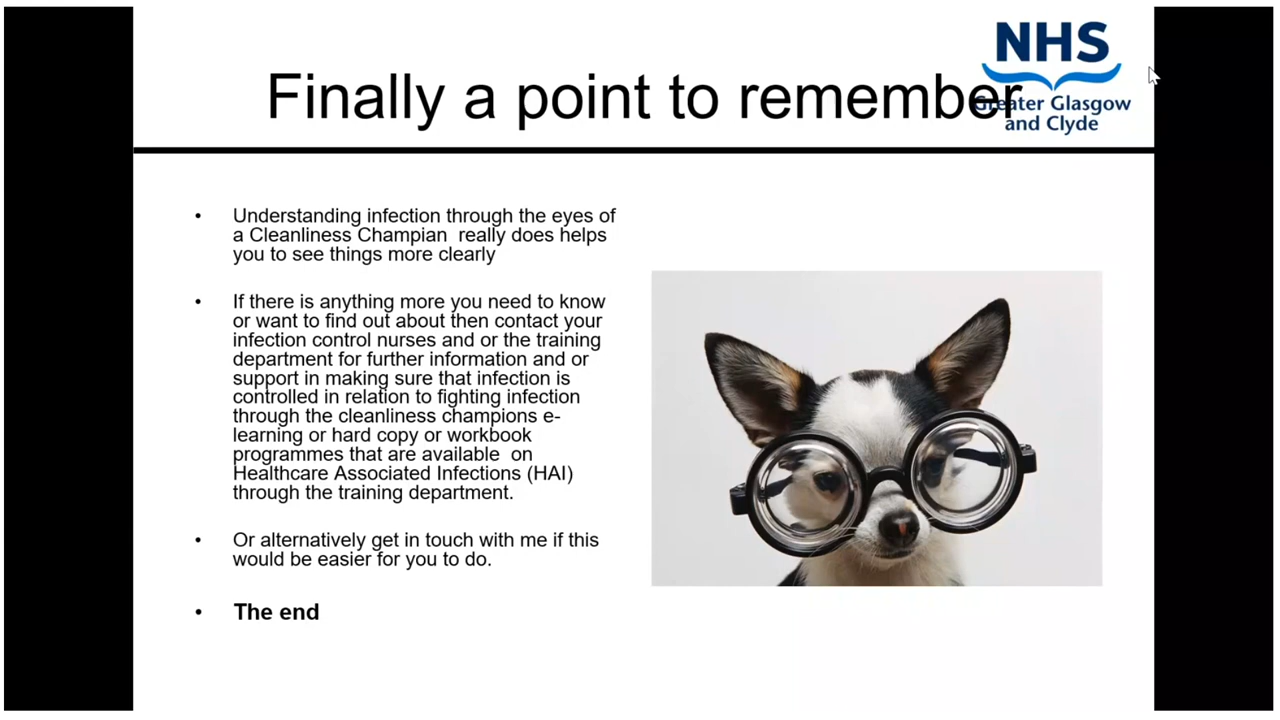 NHS
Finally a point to remember
Greater Glasgow
and Clyde
• Understanding infection through the eyes of
a Cleanliness Champian  really does helps
you to see things more clearly
• If there is anything more you need to know
or want to find out about then contact your
infection control nurses and or the training
department for further information and or
support in making sure that infection is
controlled in relation to fighting infection
through the cleanliness champions e-
learning or hard copy or workbook
programmes that are available  on
Healthcare Associated Infections (HAI)
through the training department.
• Or alternatively get in touch with me if this
would be easier for you to do.
• The end